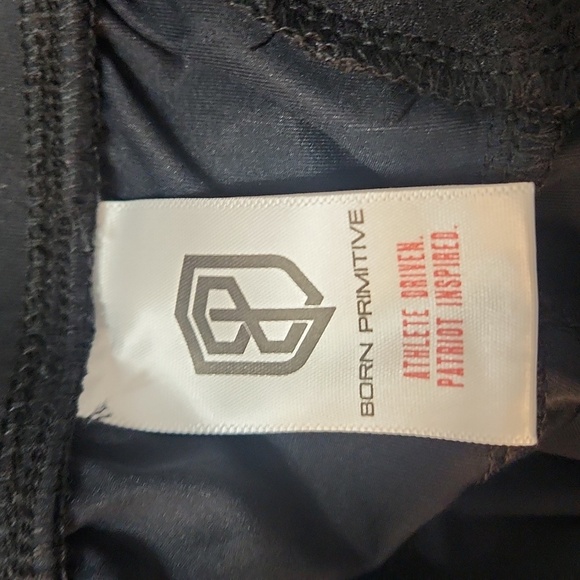 BORN PRIMITIVE
ATHLETE DRIVEN.
PATRIOT INSPIRED.